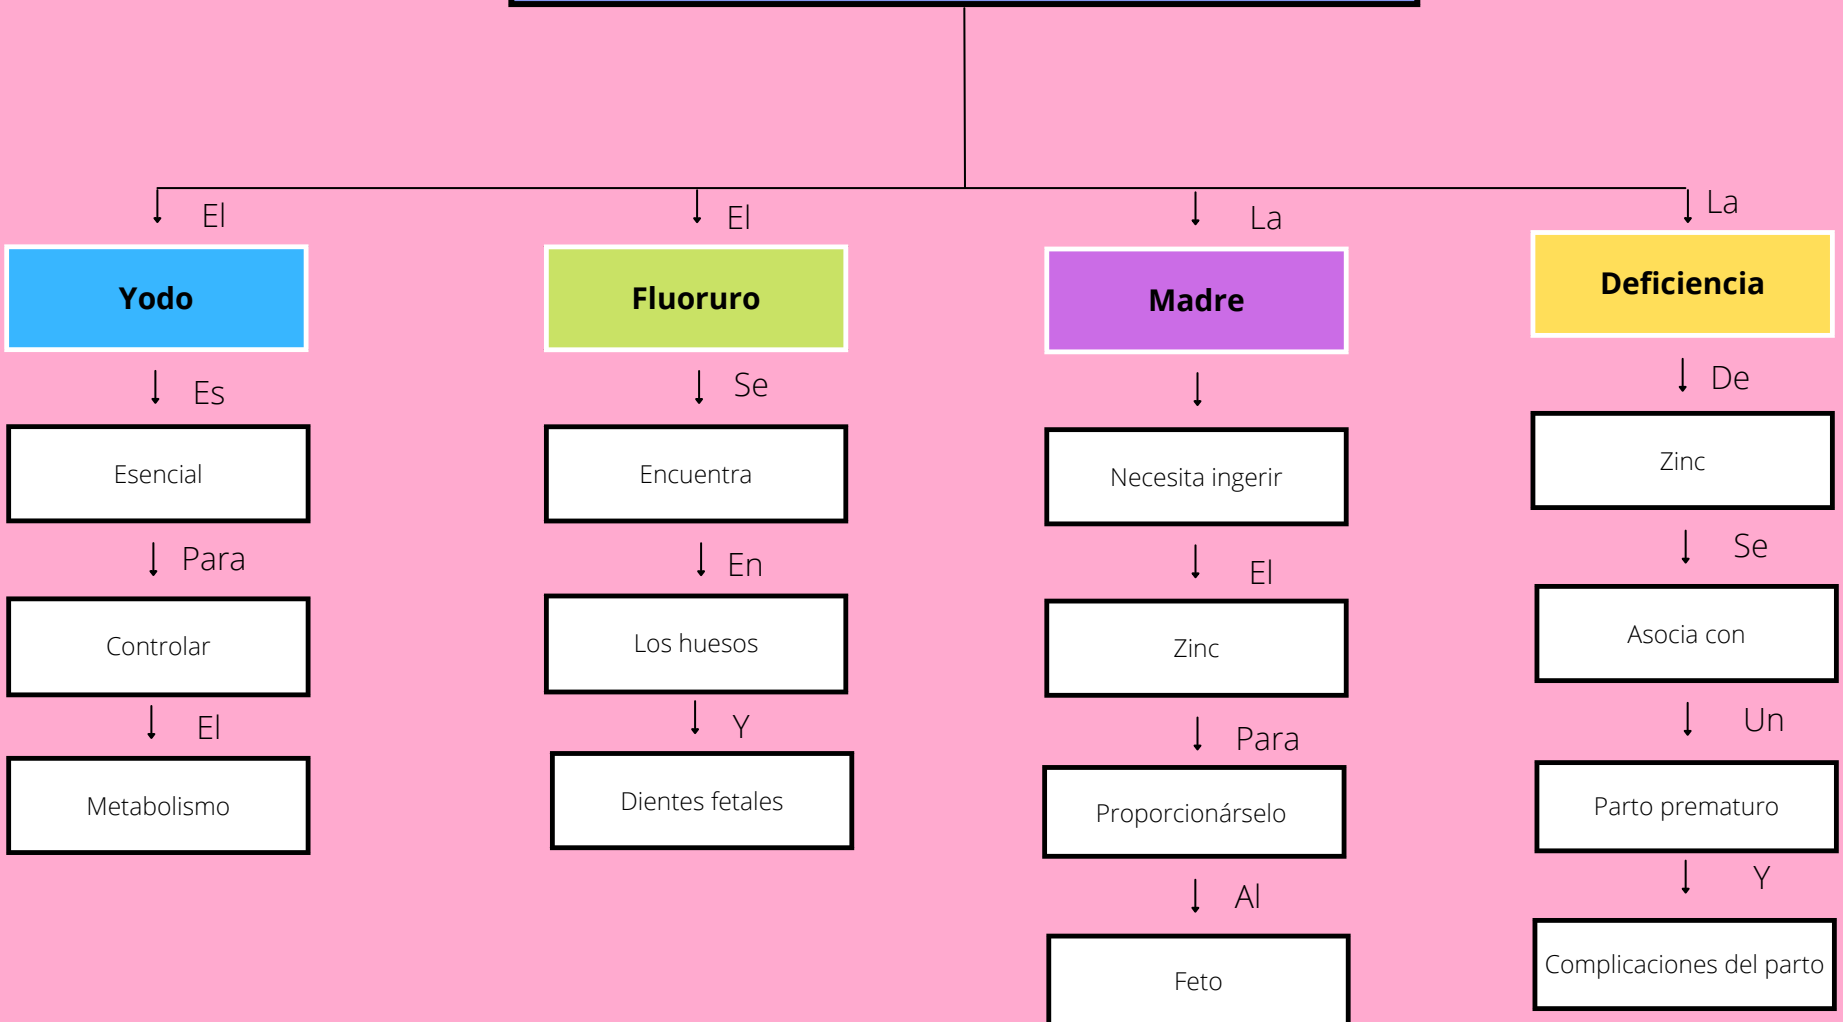 El
Yodo
Es
Esencial
Para
Controlar
El
Metabolismo
El
Fluoruro
Se
Encuentra
En
Los huesos
Y
Dientes fetales
La
Madre
Necesita ingerir
El
Zinc
Para
Proporcionárselo
Al
Feto
La
Deficiencia
De
Zinc
Se
Asocia con
Un
Parto prematuro
Y
Complicaciones del parto